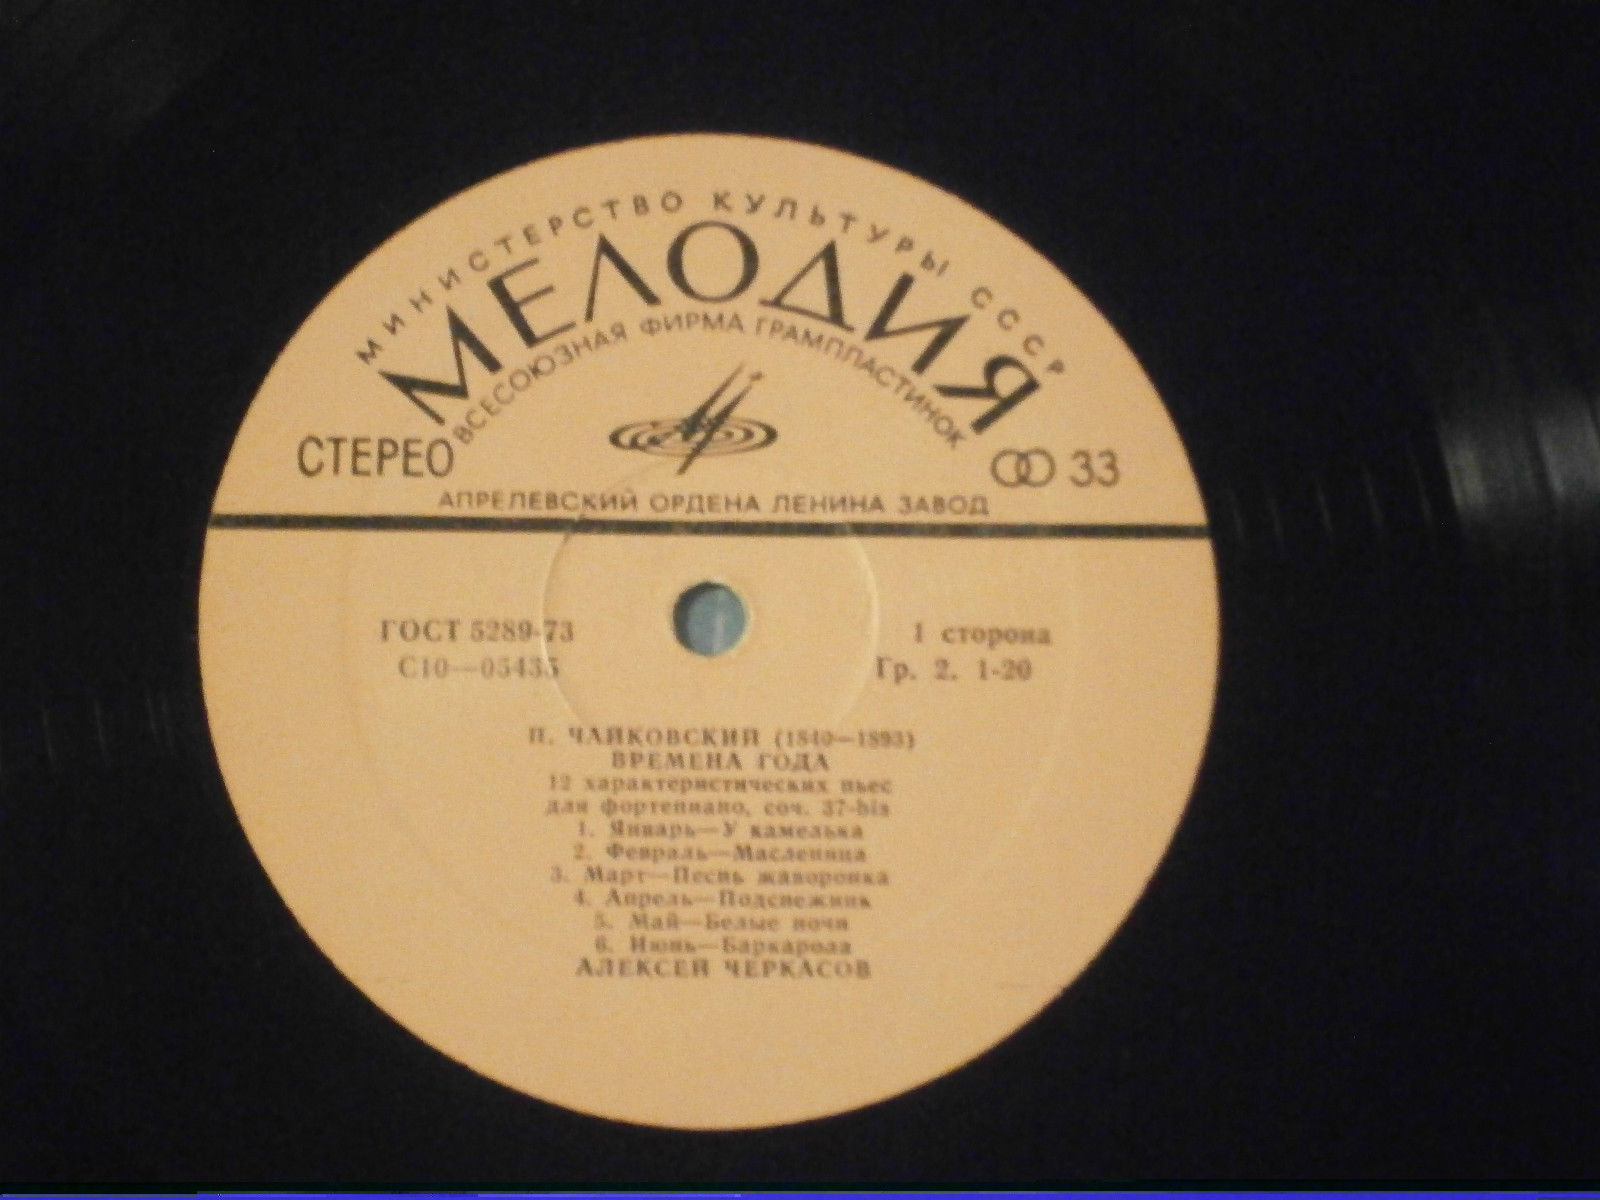 МИНИСТЕРСТВО КУЛЬТУРЫ СССР
МЕЛОДИЯ
ВСЕСОЮЗНАЯ ФИРМА ГРАМПЛАСТИНОК
СТЕРЕО
33
АПРЕЛЕВСКИЙ ОРДЕНА ЛЕНИНА ЗАВОД
ГОСТ 5289-73
1 сторона
С10—05435
Гр. 2. 1-20
П. ЧАЙКОВСКИЙ (1840—1893)
ВРЕМЕНА ГОДА
12 характеристических пьес
для фортепиано, соч. 37-bis
1. Январь—У камелька
2. Февраль—Масленица
3. Март—Песнь жаворонка
4. Апрель—Подснежник
5. Май—Белые ночи
6. Июнь—Баркарола
АЛЕКСЕЙ ЧЕРКАСОВ